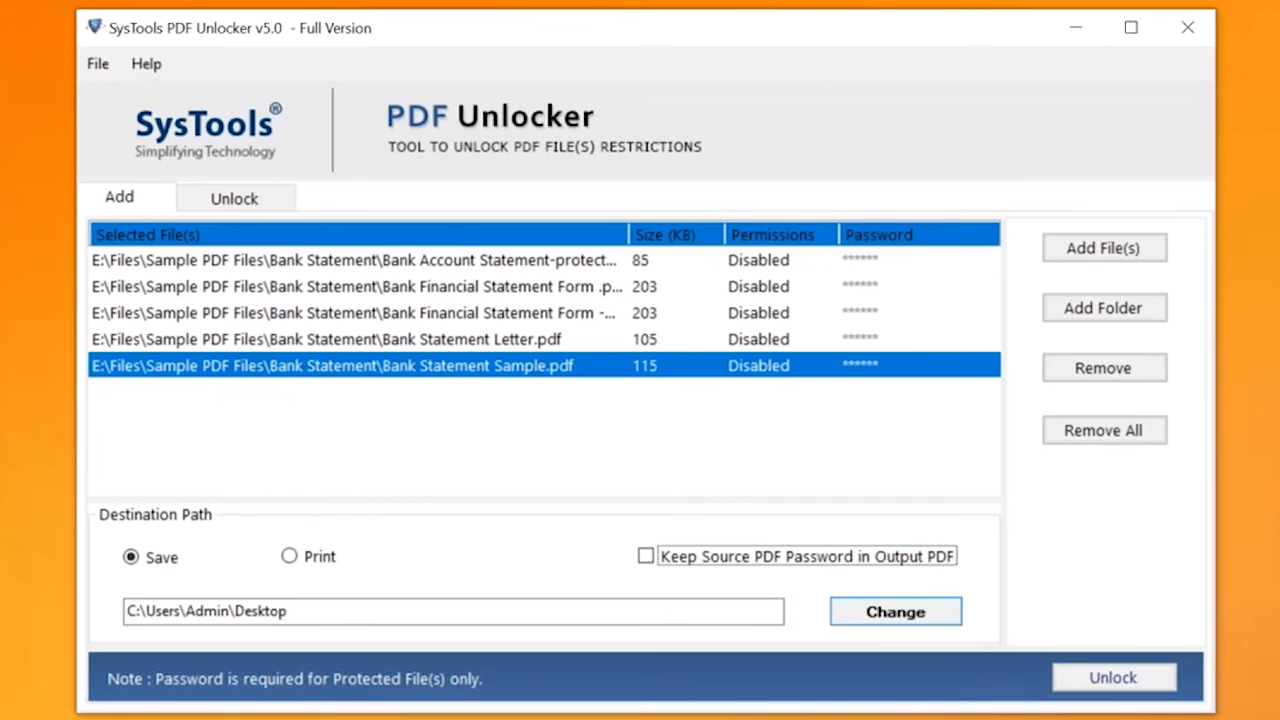 SysTools PDF Unlocker v5.0 - Full Version
File Help
SysTools®
Simplifying Technology
PDF Unlocker
TOOL TO UNLOCK PDF FILE(S) RESTRICTIONS
Add Unlock
Selected File(s) Size (KB) Permissions Password
E:\Files\Sample PDF Files\Bank Statement\Bank Account Statement-protect... 85 Disabled ******
E:\Files\Sample PDF Files\Bank Statement\Bank Financial Statement Form .p... 203 Disabled ******
E:\Files\Sample PDF Files\Bank Statement\Bank Financial Statement Form -... 203 Disabled ******
E:\Files\Sample PDF Files\Bank Statement\Bank Statement Letter.pdf 105 Disabled ******
E:\Files\Sample PDF Files\Bank Statement\Bank Statement Sample.pdf 115 Disabled ******
Add File(s)
Add Folder
Remove
Remove All
Destination Path
Save Print Keep Source PDF Password in Output PDF
C:\Users\Admin\Desktop Change
Note : Password is required for Protected File(s) only. Unlock